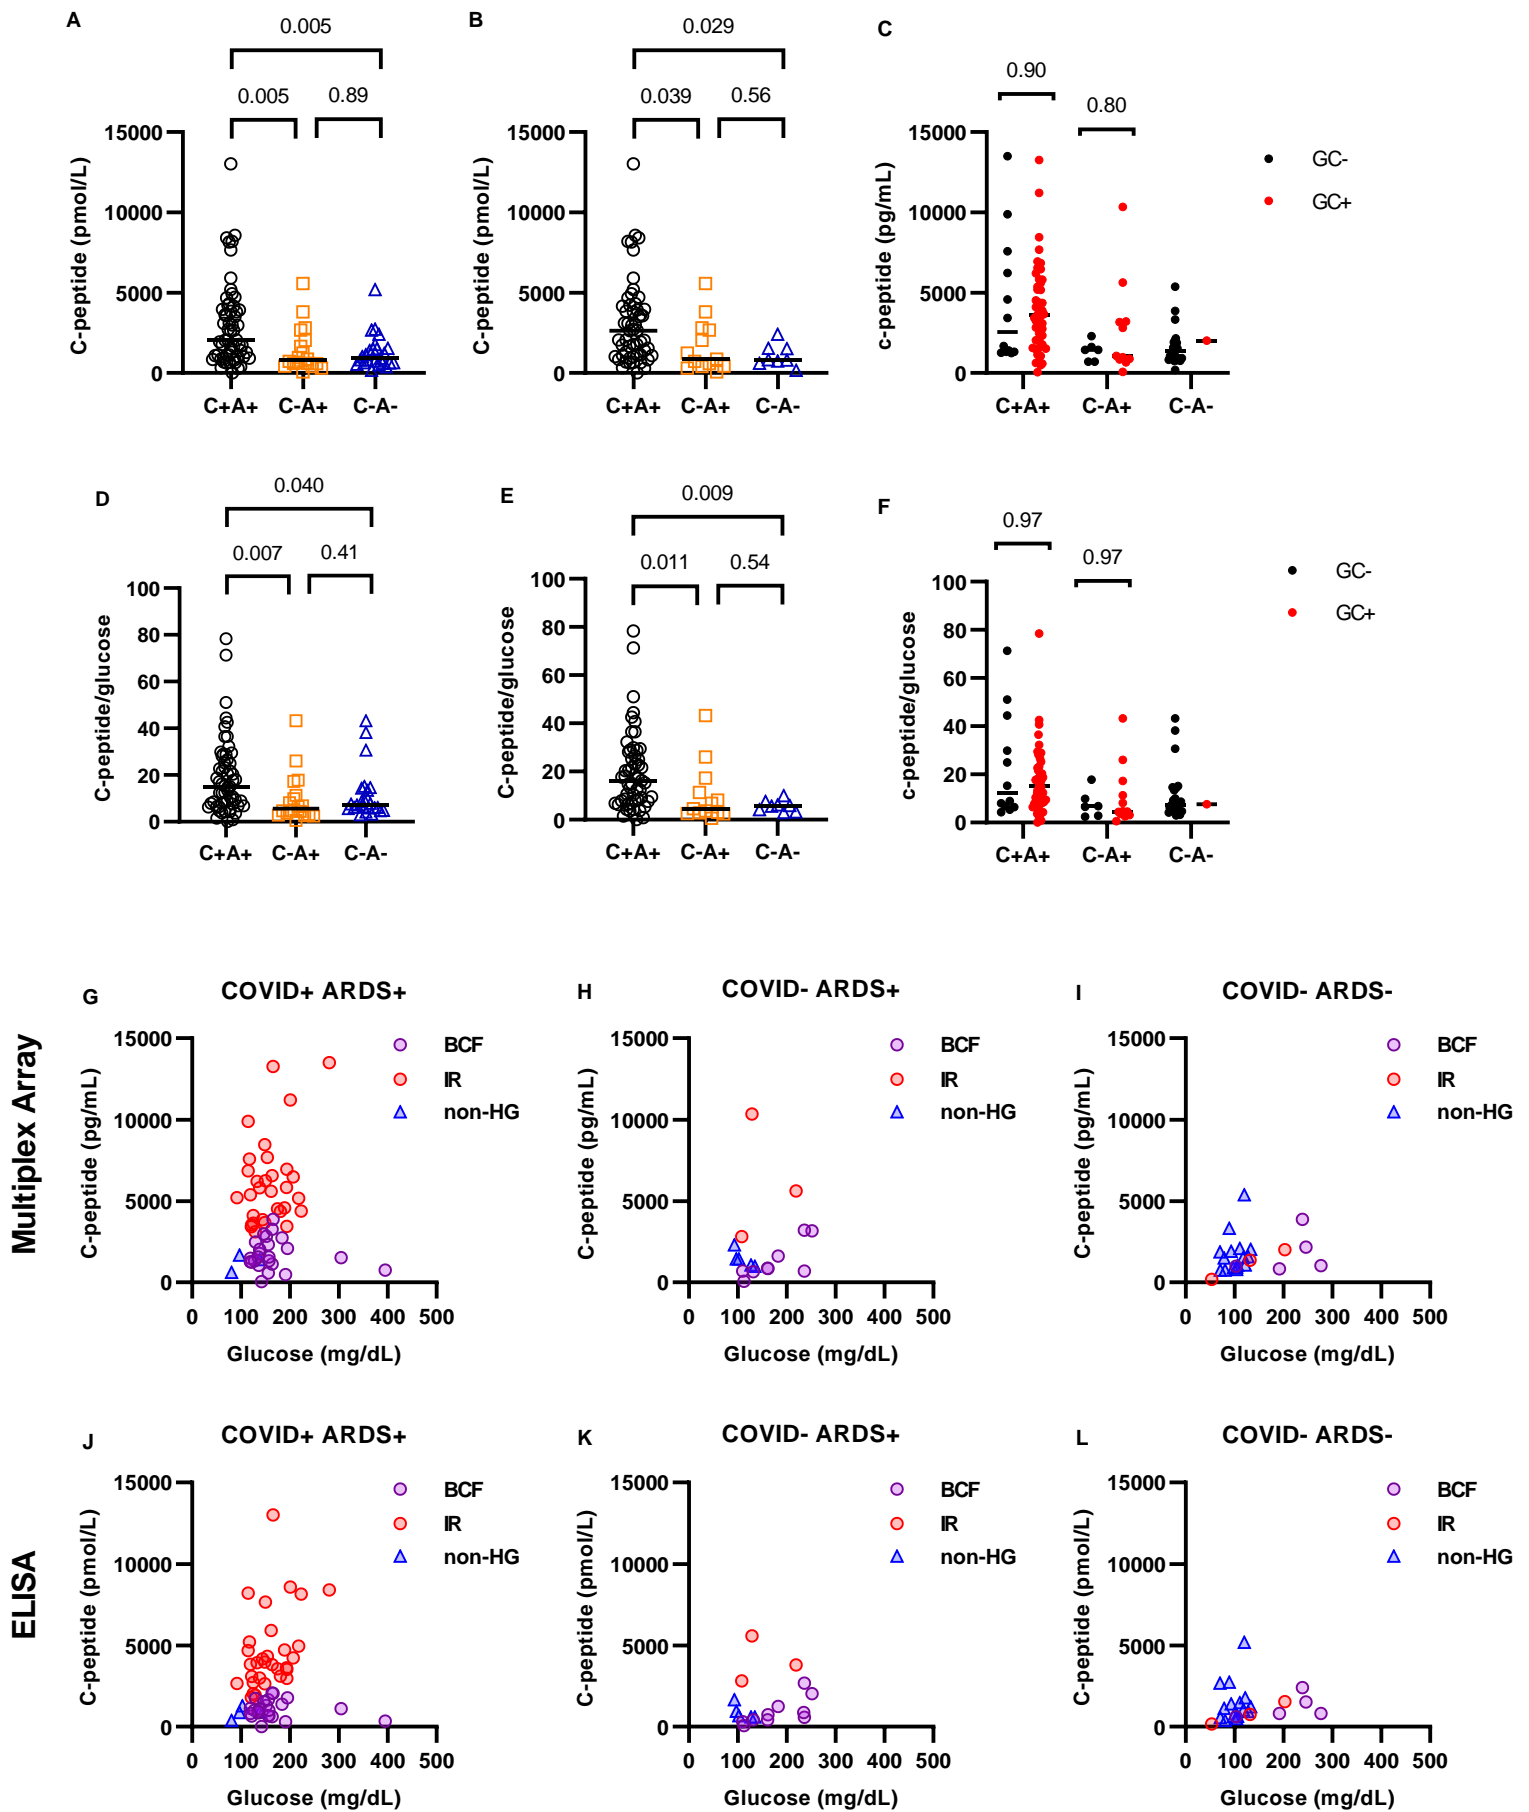 A
0.005
0.005 0.89
15000
10000
5000
0
C-peptide (pmol/L)
C+A+ C-A+ C-A-
B
0.029
0.039 0.56
15000
10000
5000
0
C-peptide (pmol/L)
C+A+ C-A+ C-A-
C
0.90
0.80
15000
10000
5000
0
c-peptide (pg/mL)
C+A+ C-A+ C-A-
GC-
GC+
D
0.040
0.007 0.41
100
80
60
40
20
0
C-peptide/glucose
C+A+ C-A+ C-A-
E
0.009
0.011 0.54
100
80
60
40
20
0
C-peptide/glucose
C+A+ C-A+ C-A-
F
0.97
0.97
100
80
60
40
20
0
c-peptide/glucose
C+A+ C-A+ C-A-
GC-
GC+
Multiplex Array
G
COVID+ ARDS+
15000
10000
5000
0
C-peptide (pg/mL)
0 100 200 300 400 500
Glucose (mg/dL)
BCF
IR
non-HG
H
COVID- ARDS+
15000
10000
5000
0
C-peptide (pg/mL)
0 100 200 300 400 500
Glucose (mg/dL)
BCF
IR
non-HG
I
COVID- ARDS-
15000
10000
5000
0
C-peptide (pg/mL)
0 100 200 300 400 500
Glucose (mg/dL)
BCF
IR
non-HG
ELISA
J
COVID+ ARDS+
15000
10000
5000
0
C-peptide (pmol/L)
0 100 200 300 400 500
Glucose (mg/dL)
BCF
IR
non-HG
K
COVID- ARDS+
15000
10000
5000
0
C-peptide (pmol/L)
0 100 200 300 400 500
Glucose (mg/dL)
BCF
IR
non-HG
L
COVID- ARDS-
15000
10000
5000
0
C-peptide (pmol/L)
0 100 200 300 400 500
Glucose (mg/dL)
BCF
IR
non-HG